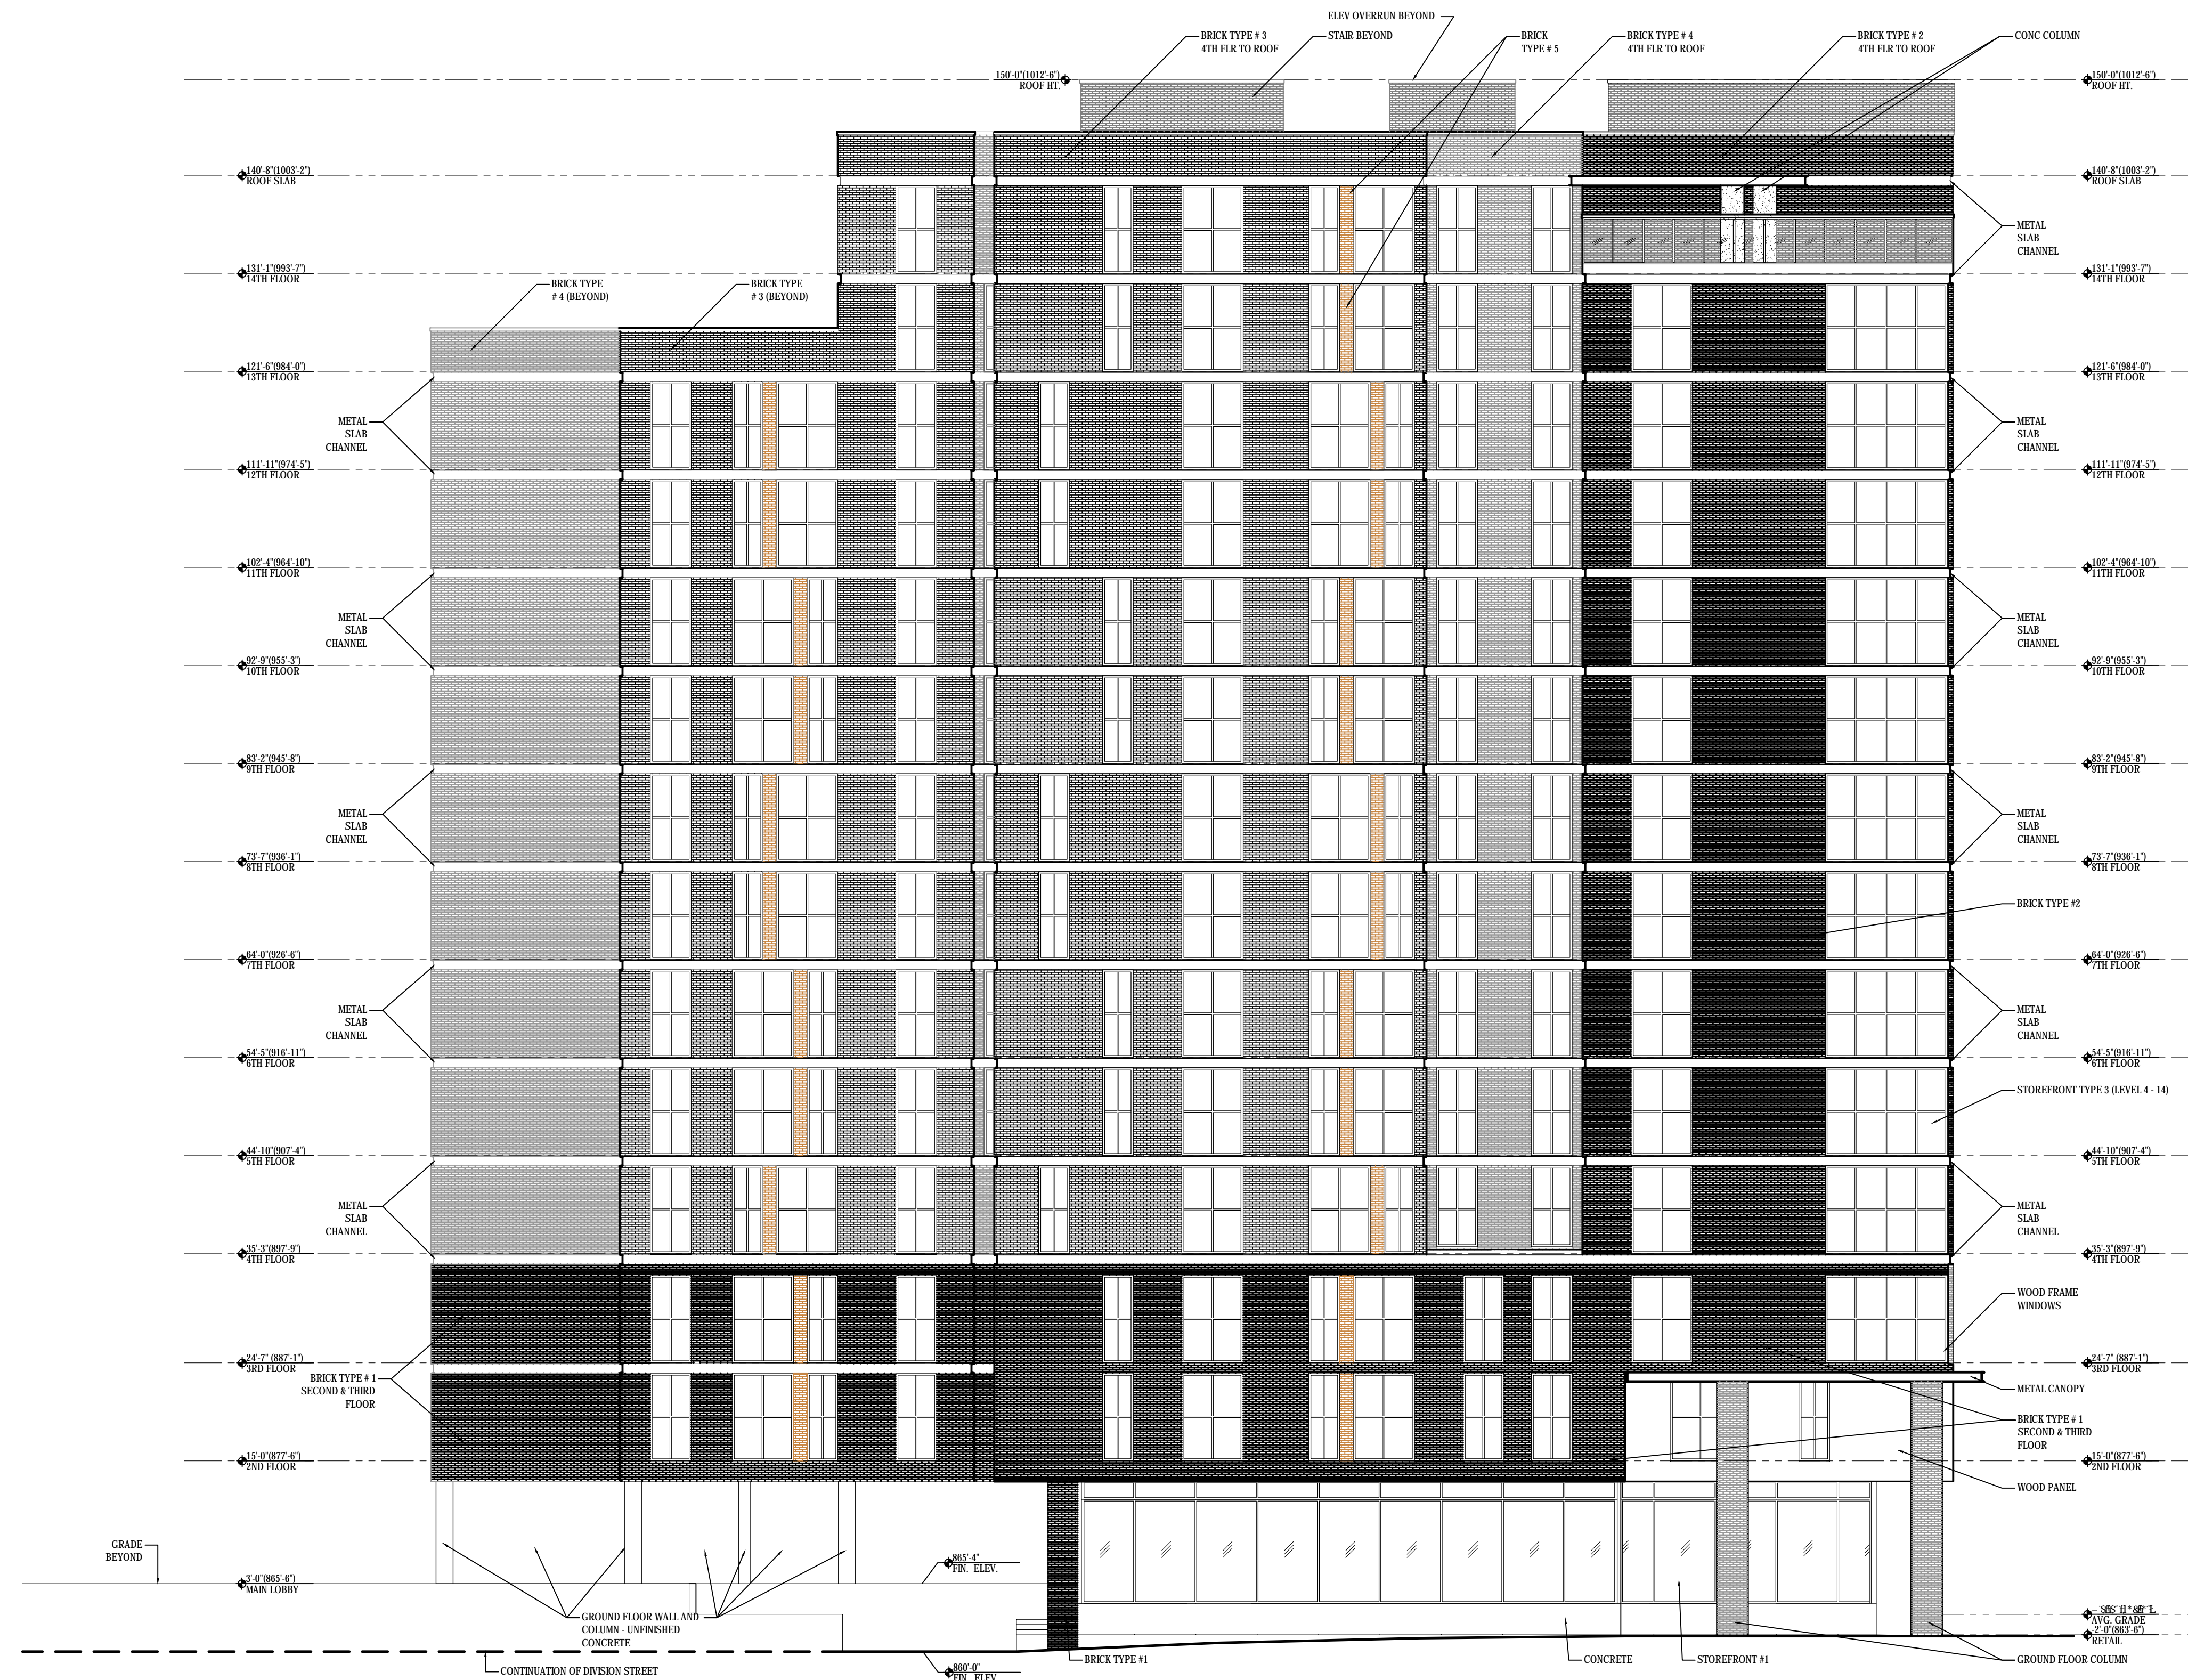 ELEV OVERRUN BEYOND
BRICK TYPE # 3
4TH FLR TO ROOF
STAIR BEYOND
BRICK
TYPE # 5
BRICK TYPE # 4
4TH FLR TO ROOF
BRICK TYPE # 2
4TH FLR TO ROOF
CONC COLUMN
150'-0"(1012'-6")
ROOF HT.
150'-0"(1012'-6")
ROOF HT.
140'-8"(1003'-2")
ROOF SLAB
140'-8"(1003'-2")
ROOF SLAB
METAL
SLAB
CHANNEL
131'-1"(993'-7")
14TH FLOOR
131'-1"(993'-7")
14TH FLOOR
BRICK TYPE
# 4 (BEYOND)
BRICK TYPE
# 3 (BEYOND)
121'-6"(984'-0")
13TH FLOOR
121'-6"(984'-0")
13TH FLOOR
METAL
SLAB
CHANNEL
METAL
SLAB
CHANNEL
111'-11"(974'-5")
12TH FLOOR
111'-11"(974'-5")
12TH FLOOR
102'-4"(964'-10")
11TH FLOOR
102'-4"(964'-10")
11TH FLOOR
METAL
SLAB
CHANNEL
METAL
SLAB
CHANNEL
92'-9"(955'-3")
10TH FLOOR
92'-9"(955'-3")
10TH FLOOR
83'-2"(945'-8")
9TH FLOOR
83'-2"(945'-8")
9TH FLOOR
METAL
SLAB
CHANNEL
METAL
SLAB
CHANNEL
73'-7"(936'-1")
8TH FLOOR
73'-7"(936'-1")
8TH FLOOR
BRICK TYPE #2
64'-0"(926'-6")
7TH FLOOR
64'-0"(926'-6")
7TH FLOOR
METAL
SLAB
CHANNEL
METAL
SLAB
CHANNEL
54'-5"(916'-11")
6TH FLOOR
54'-5"(916'-11")
6TH FLOOR
STOREFRONT TYPE 3 (LEVEL 4 - 14)
44'-10"(907'-4")
5TH FLOOR
44'-10"(907'-4")
5TH FLOOR
METAL
SLAB
CHANNEL
METAL
SLAB
CHANNEL
35'-3"(897'-9")
4TH FLOOR
35'-3"(897'-9")
4TH FLOOR
WOOD FRAME
WINDOWS
24'-7" (887'-1")
3RD FLOOR
24'-7" (887'-1")
3RD FLOOR
BRICK TYPE # 1
SECOND & THIRD
FLOOR
METAL CANOPY
BRICK TYPE # 1
SECOND & THIRD
FLOOR
15'-0"(877'-6")
2ND FLOOR
15'-0"(877'-6")
2ND FLOOR
WOOD PANEL
GRADE
BEYOND
865'-4"
FIN. ELEV.
3'-0"(865'-6")
MAIN LOBBY
GROUND FLOOR WALL AND
COLUMN - UNFINISHED
CONCRETE
AVG. GRADE
-2'-0"(863'-6")
RETAIL
BRICK TYPE #1
CONCRETE
STOREFRONT #1
GROUND FLOOR COLUMN
CONTINUATION OF DIVISION STREET
860'-0"
FIN. ELEV.